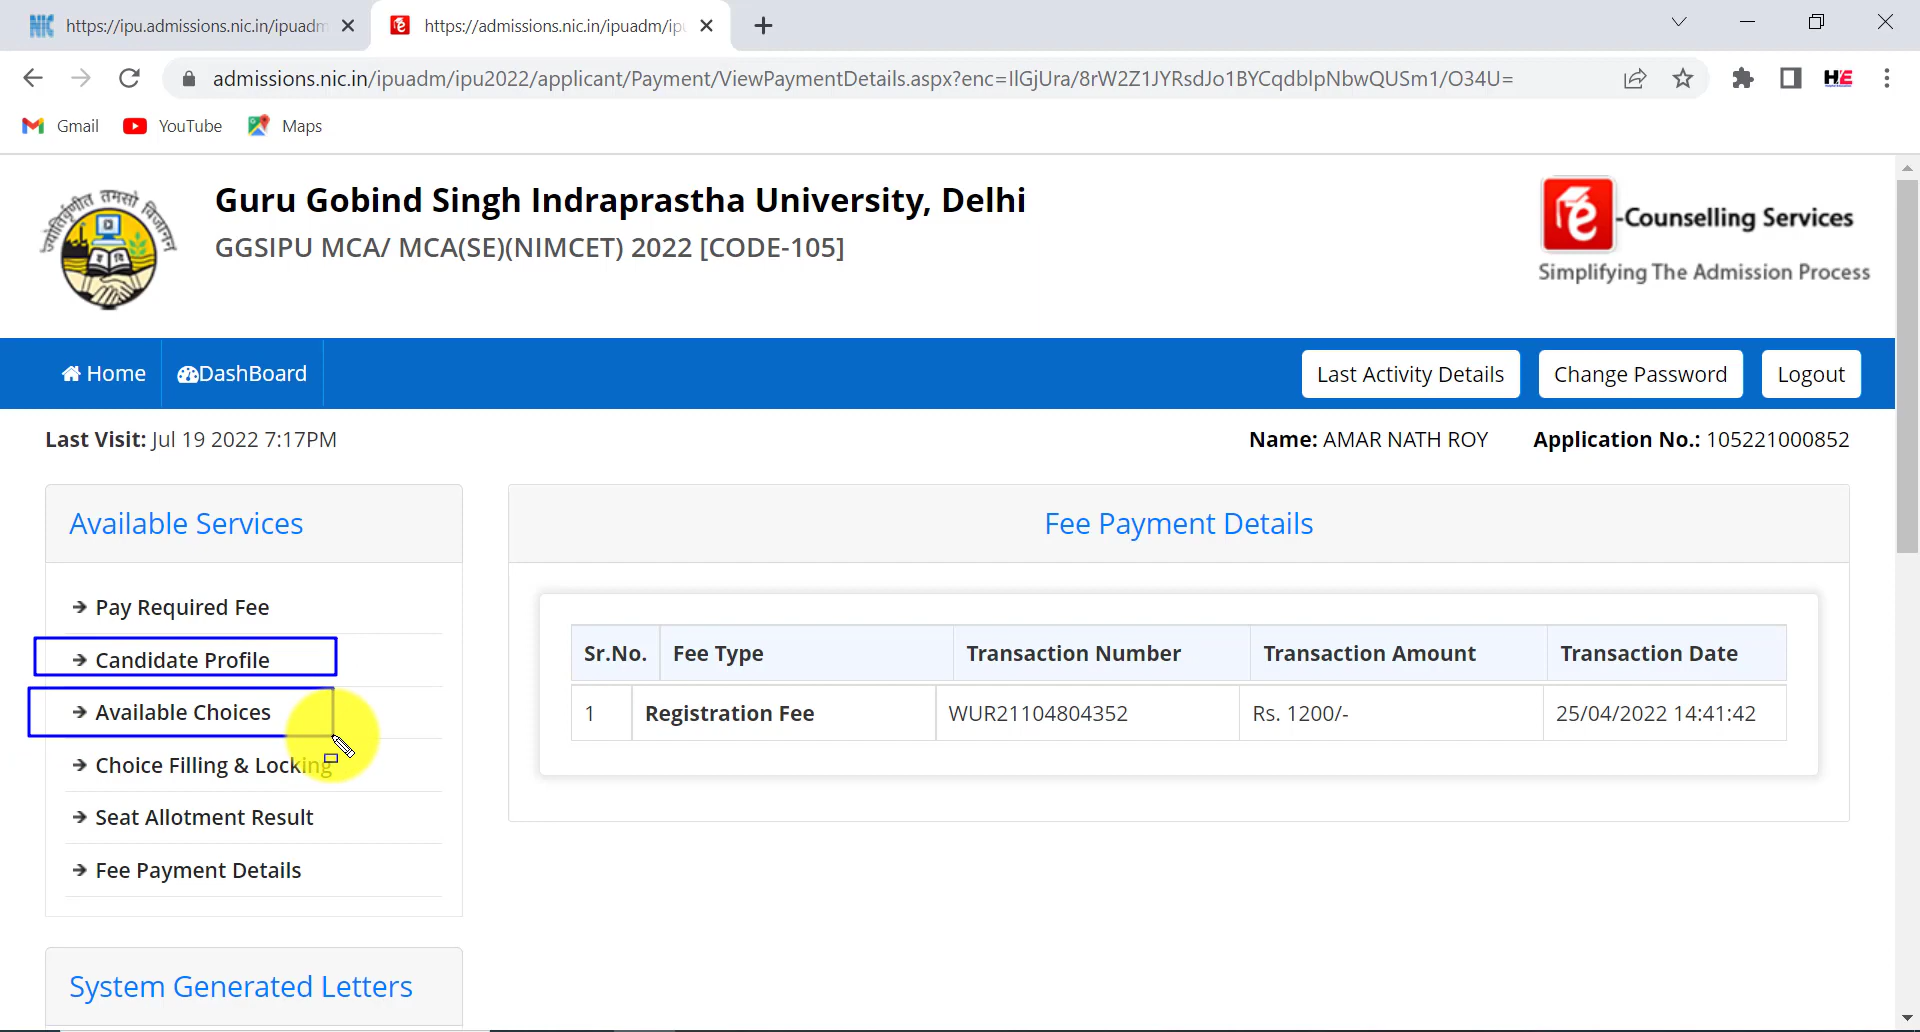 https://ipu.admissions.nic.in/ipuadm
https://admissions.nic.in/ipuadm/ipu
admissions.nic.in/ipuadm/ipu2022/applicant/Payment/ViewPaymentDetails.aspx?enc=IlGjUra/8rW2Z1JYRsdJo1BYCqdblpNbwQUSm1/O34U=
Gmail
YouTube
Maps
ज्योतिर्वृणीत तमसो विजानन
Guru Gobind Singh Indraprastha University, Delhi
GGSIPU MCA/ MCA(SE)(NIMCET) 2022 [CODE-105]
e-Counselling Services
Simplifying The Admission Process
Home
DashBoard
Last Activity Details
Change Password
Logout
Last Visit: Jul 19 2022 7:17PM
Name: AMAR NATH ROY
Application No.: 105221000852
Available Services
Pay Required Fee
Candidate Profile
Available Choices
Choice Filling & Locking
Seat Allotment Result
Fee Payment Details
System Generated Letters
Fee Payment Details
Sr.No. Fee Type Transaction Number Transaction Amount Transaction Date
1 Registration Fee WUR21104804352 Rs. 1200/- 25/04/2022 14:41:42